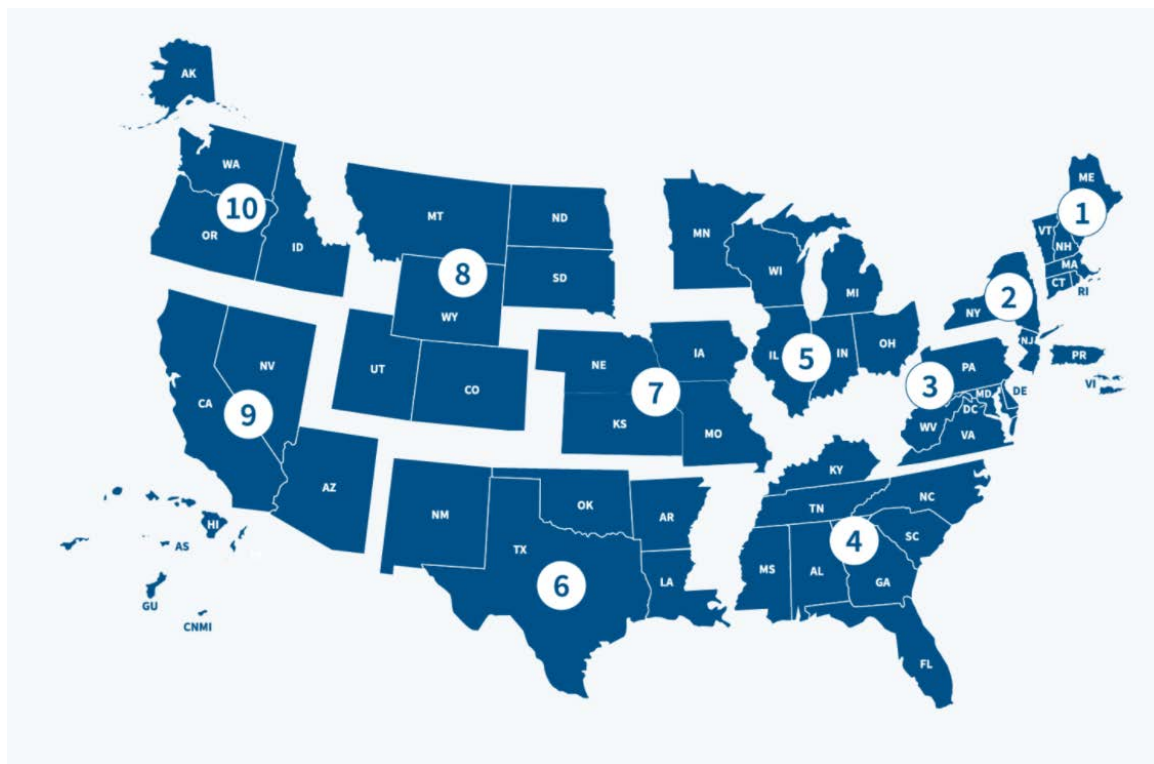 AK
WA
10
OR
ID
MT
ND
8
SD
WY
UT
CO
NV
CA
9
AZ
HI
AS
GU
CNMI
NE
IA
7
KS
MO
NM
OK
AR
TX
6
LA
MN
WI
MI
IL
5
IN
OH
KY
TN
NC
4
SC
MS
AL
GA
FL
3
PA
MD
DE
DC
WV
VA
2
NY
NJ
PR
VI
ME
1
VT
NH
MA
CT
RI